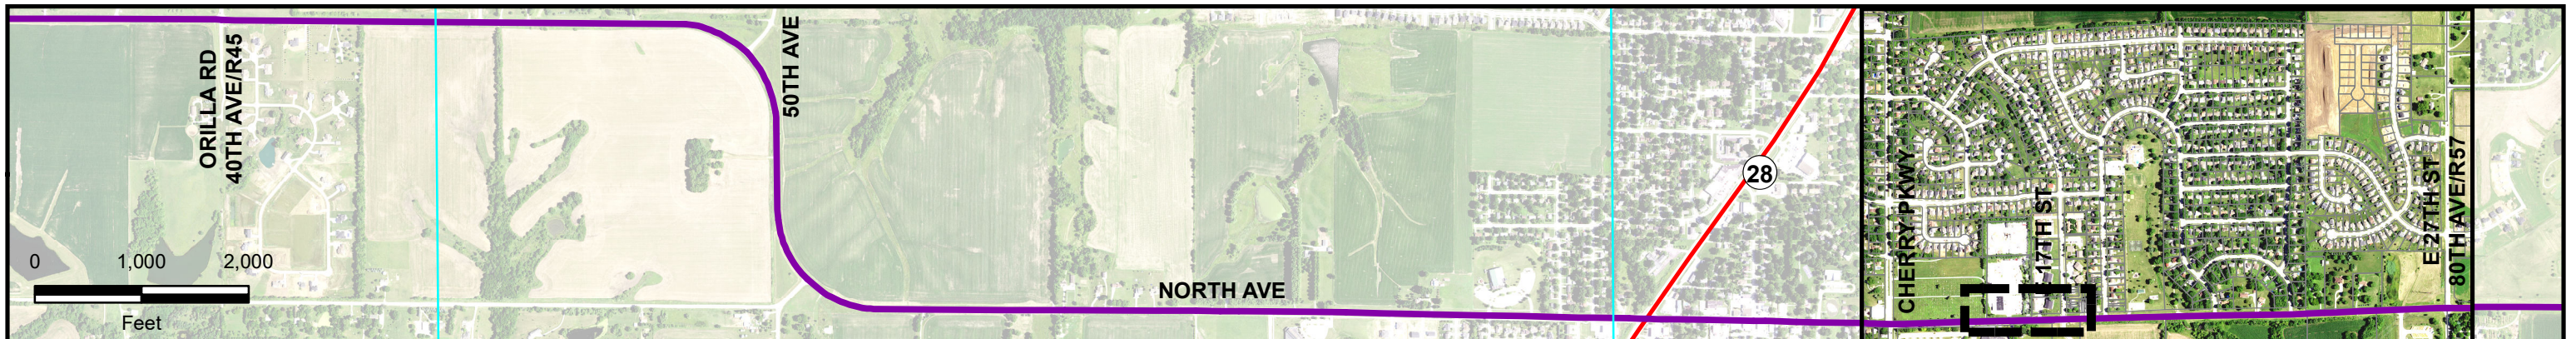 ORILLA RD
40TH AVE/R45
50TH AVE
0 1,000 2,000
Feet
NORTH AVE
28
CHERRY PKWY
17TH ST
E 27TH ST
80TH AVE/R57